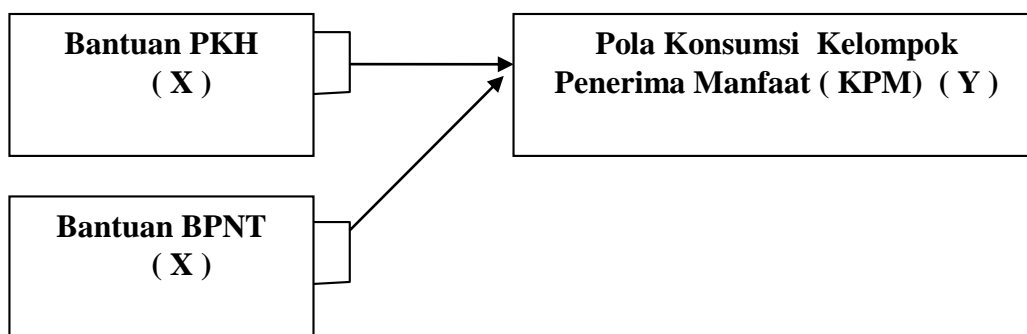 Bantuan PKH
( X )
Pola Konsumsi Kelompok
Penerima Manfaat ( KPM) ( Y )
Bantuan BPNT
( X )